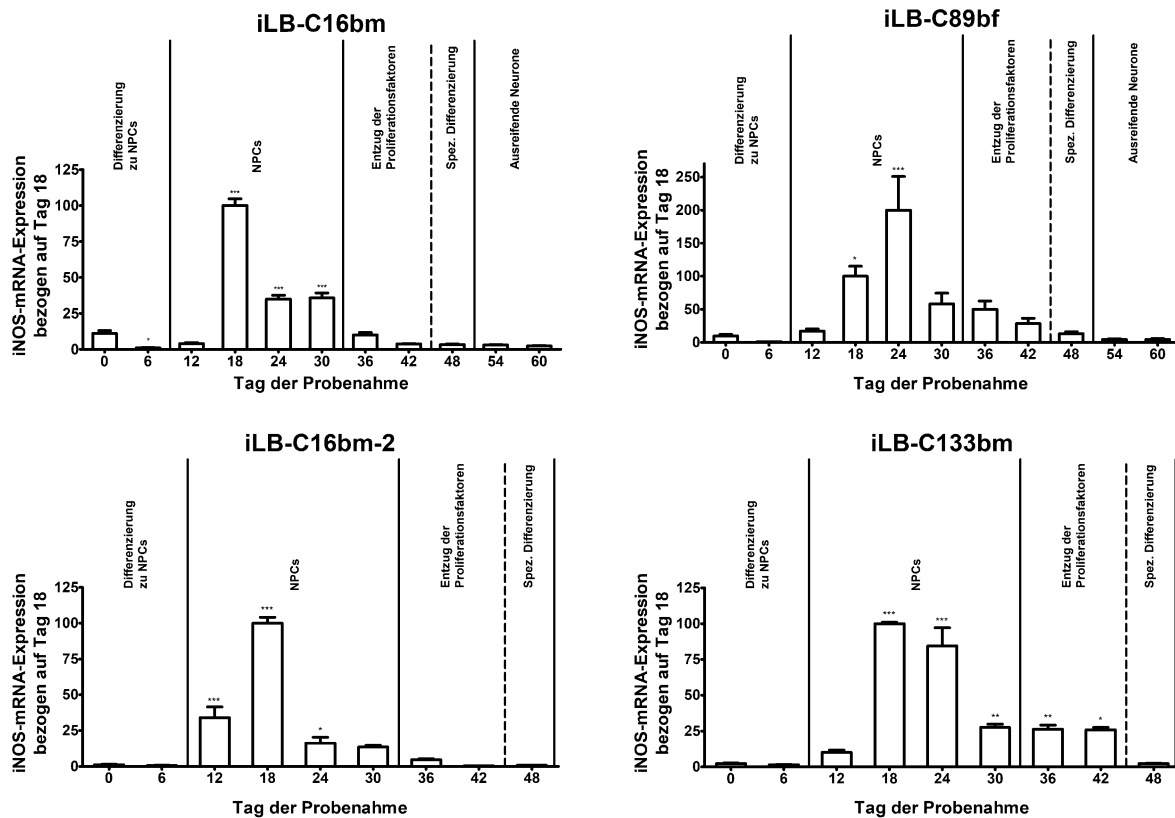 iLB-C16bm
Differenzierung
zu NPCs
NPCs
Entzug der
Proliferationsfaktoren
Spez. Differenzierung
Ausreifende Neurone
iNOS-mRNA-Expression
bezogen auf Tag 18
125
100
75
50
25
0
*
***
***
***
0 6 12 18 24 30 36 42 48 54 60
Tag der Probenahme
iLB-C89bf
Differenzierung
zu NPCs
NPCs
Entzug der
Proliferationsfaktoren
Spez. Differenzierung
Ausreifende Neurone
iNOS-mRNA-Expression
bezogen auf Tag 18
250
200
150
100
50
0
*
***
0 6 12 18 24 30 36 42 48 54 60
Tag der Probenahme
iLB-C16bm-2
Differenzierung
zu NPCs
NPCs
Entzug der
Proliferationsfaktoren
Spez. Differenzierung
iNOS-mRNA-Expression
bezogen auf Tag 18
125
100
75
50
25
0
***
***
*
0 6 12 18 24 30 36 42 48
Tag der Probenahme
iLB-C133bm
Differenzierung
zu NPCs
NPCs
Entzug der
Proliferationsfaktoren
Spez. Differenzierung
iNOS-mRNA-Expression
bezogen auf Tag 18
125
100
75
50
25
0
***
***
**
**
*
0 6 12 18 24 30 36 42 48
Tag der Probenahme